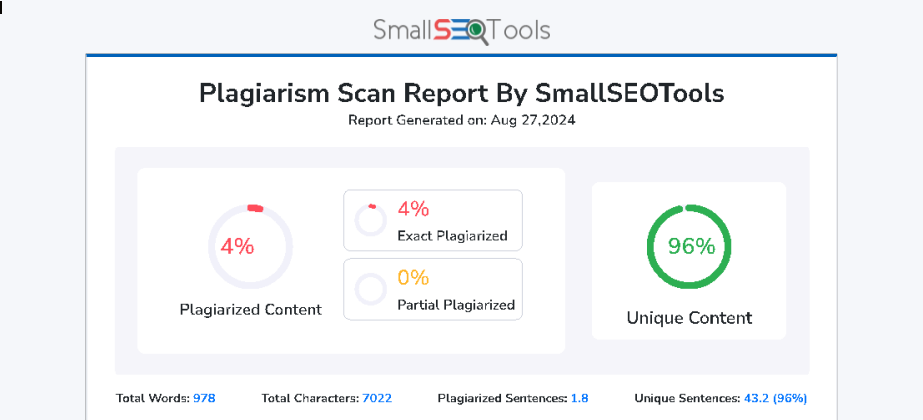 SmallSEOTools
Plagiarism Scan Report By SmallSEOTools
Report Generated on: Aug 27,2024
4%
Plagiarized Content
4%
Exact Plagiarized
0%
Partial Plagiarized
96%
Unique Content
Total Words: 978 Total Characters: 7022 Plagiarized Sentences: 1.8 Unique Sentences: 43.2 (96%)